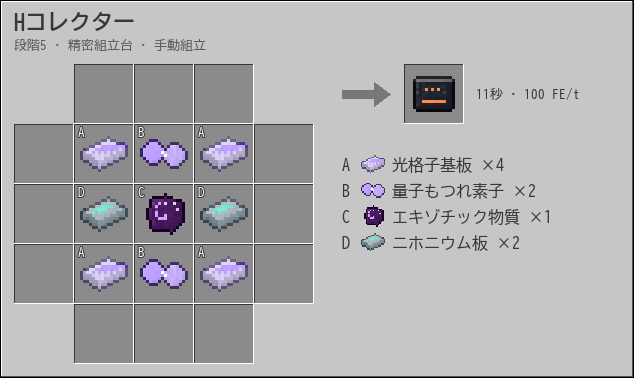 Hコレクター
段階5 · 精密組立台 · 手動組立
A B A
D C D
A B A
11秒 · 100 FE/t
A 光格子基板 ×4
B 量子もつれ素子 ×2
C エキゾチック物質 ×1
D ニホニウム板 ×2